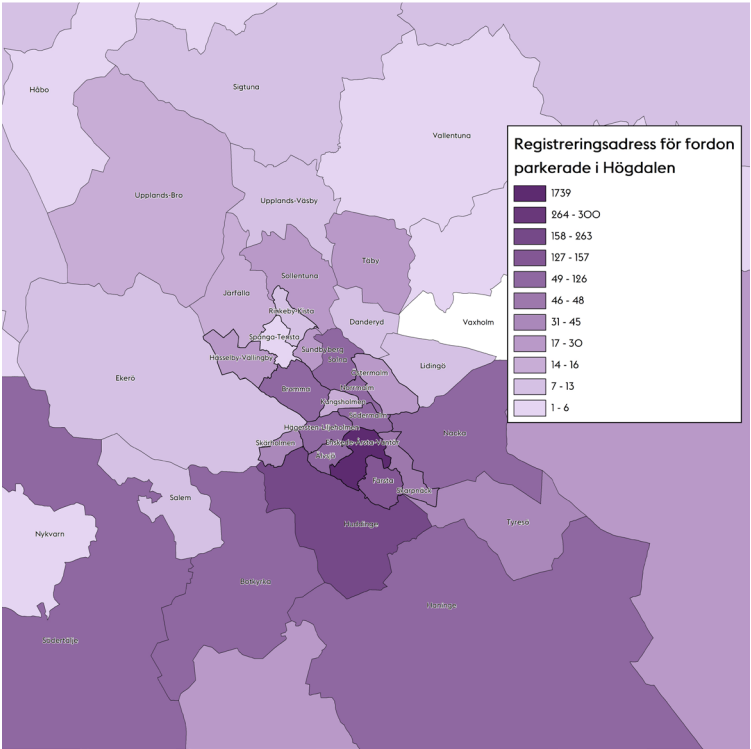 Håbo
Sigtuna
Vallentuna
Registreringsadress för fordon
parkerade i Högdalen
1739
264 - 300
158 - 263
127 - 157
49 - 126
46 - 48
31 - 45
17 - 30
14 - 16
7 - 13
1 - 6
Upplands-Bro
Upplands-Väsby
Täby
Sollentuna
Järfälla
Rinkeby-Kista
Danderyd
Vaxholm
Spånga-Tensta
Sundbyberg
Solna
Hässelby-Vällingby
Lidingö
Östermalm
Ekerö
Bromma
Norrmalm
Kungsholmen
Södermalm
Hägersten-Liljeholmen
Nacka
Skärholmen
Enskede-Årsta-Vantör
Älvsjö
Farsta
Skarpnäck
Salem
Huddinge
Tyresö
Nykvarn
Botkyrka
Haninge
Södertälje